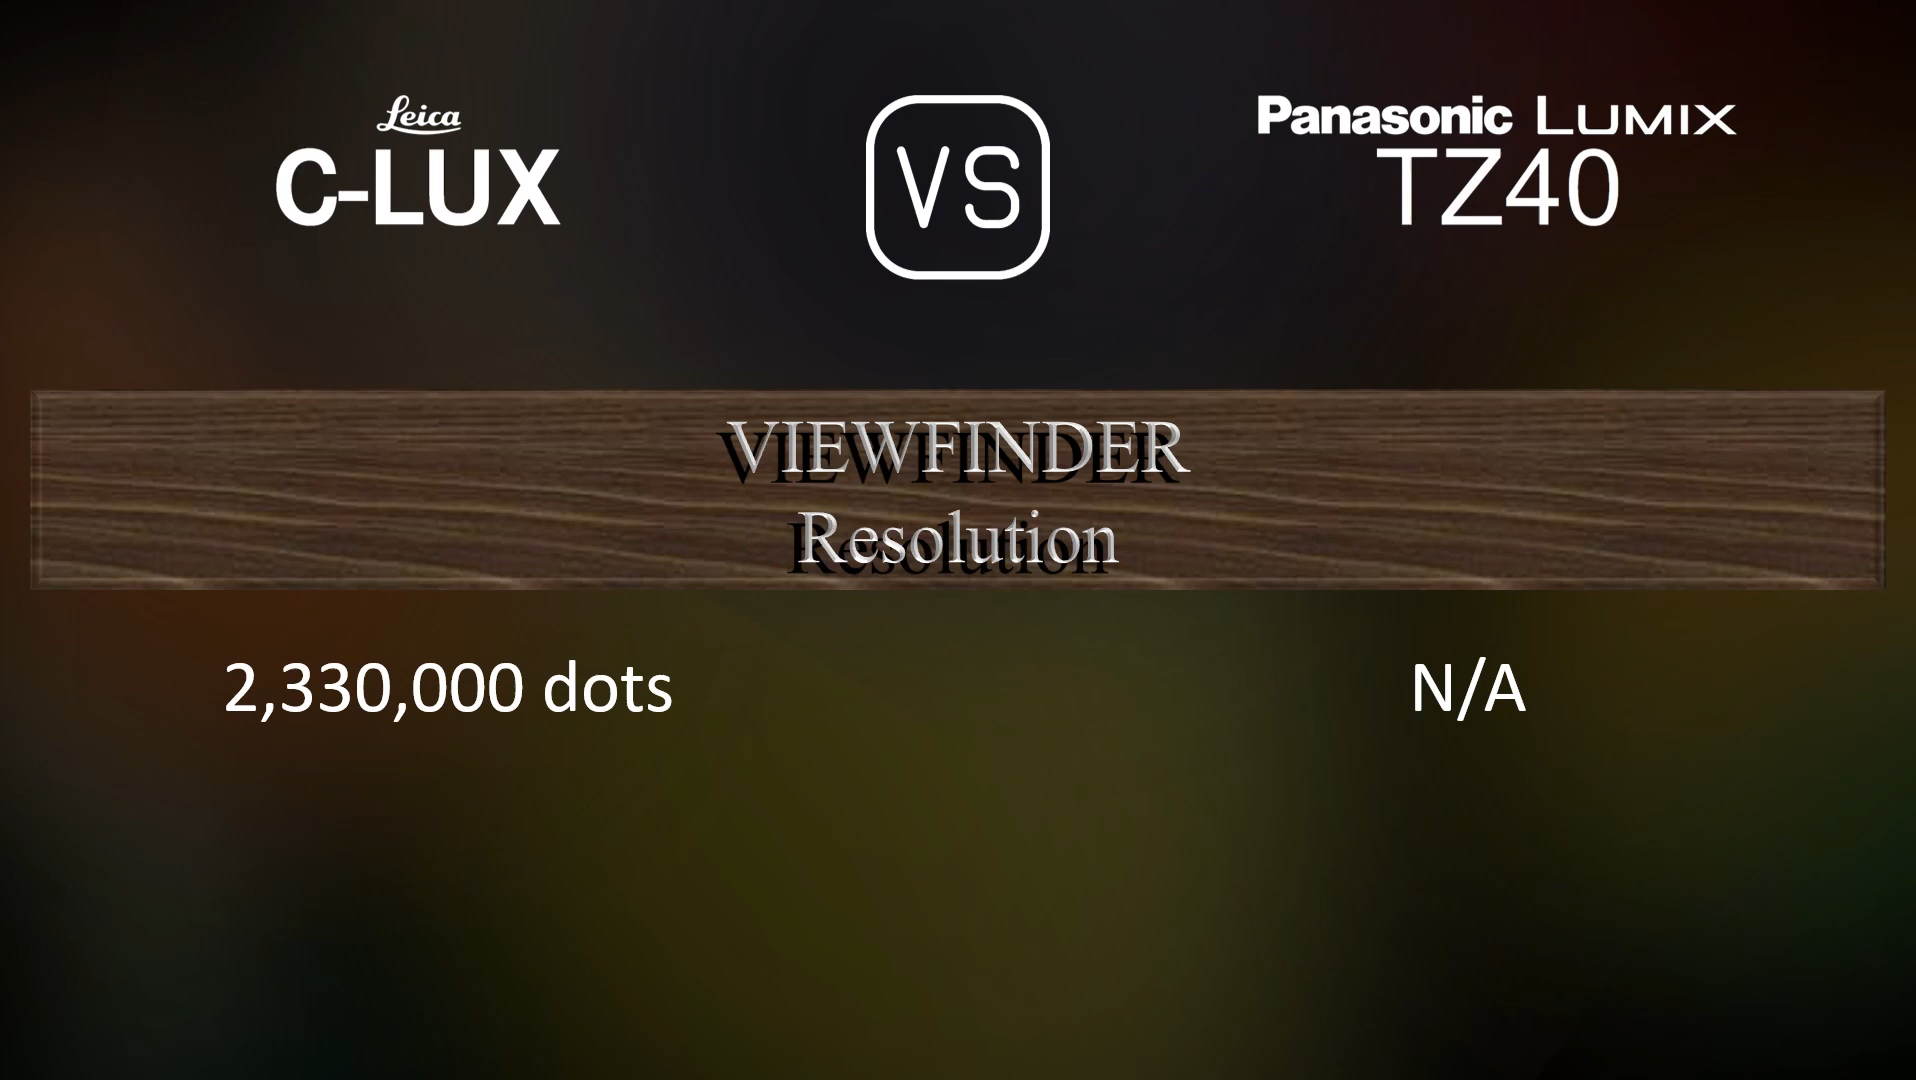 Leica
C-LUX
VS
Panasonic LUMIX
TZ40
VIEWFINDER
Resolution
2,330,000 dots
N/A